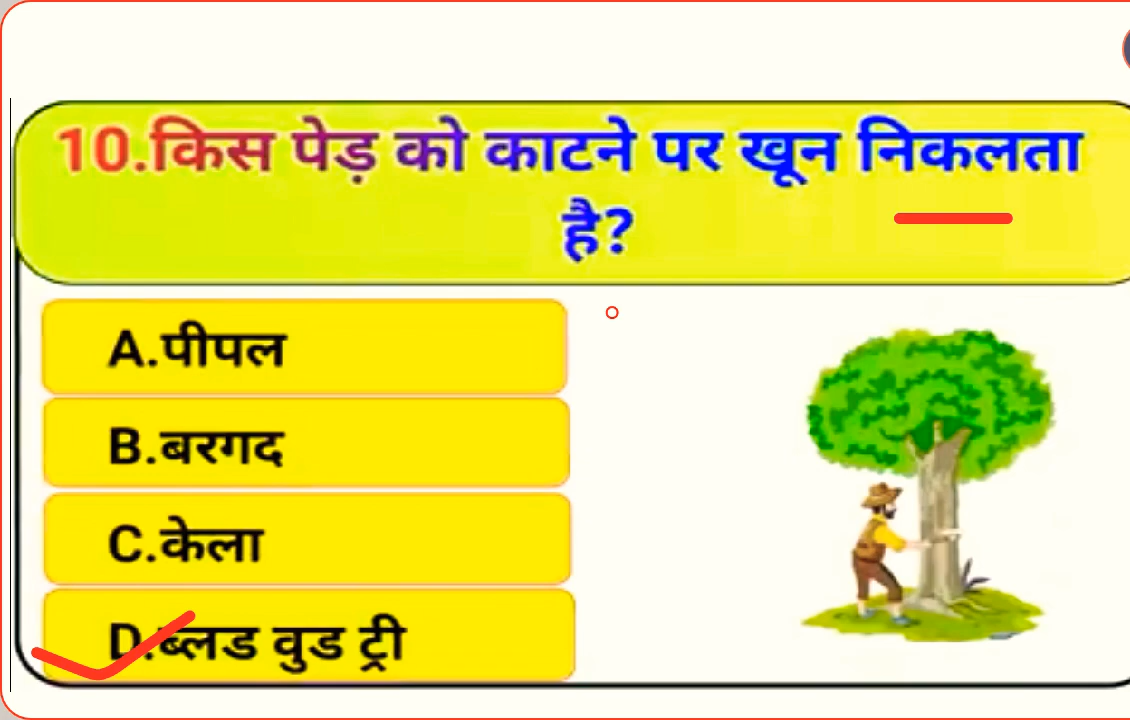 10.किस पेड़ को काटने पर खून निकलता
है?
A.पीपल
B.बरगद
C.केला
D.ब्लड वुड ट्री